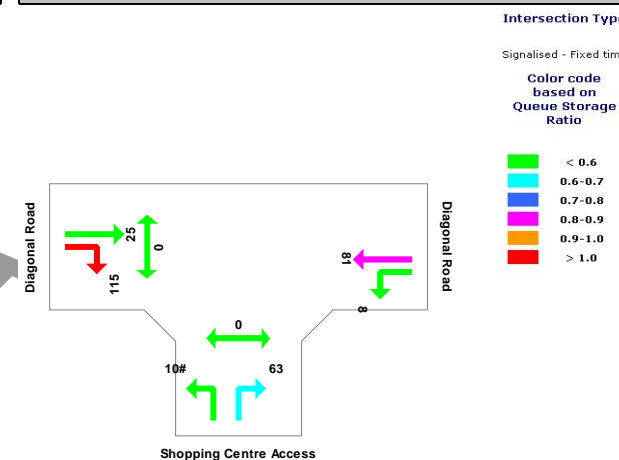 Intersection Typ
Signalised - Fixed tim
Color code
based on
Queue Storage
Ratio
< 0.6
0.6-0.7
0.7-0.8
0.8-0.9
0.9-1.0
> 1.0
Diagonal Road
25
0
115
Diagonal Road
81
8
0
10#
63
Shopping Centre Access